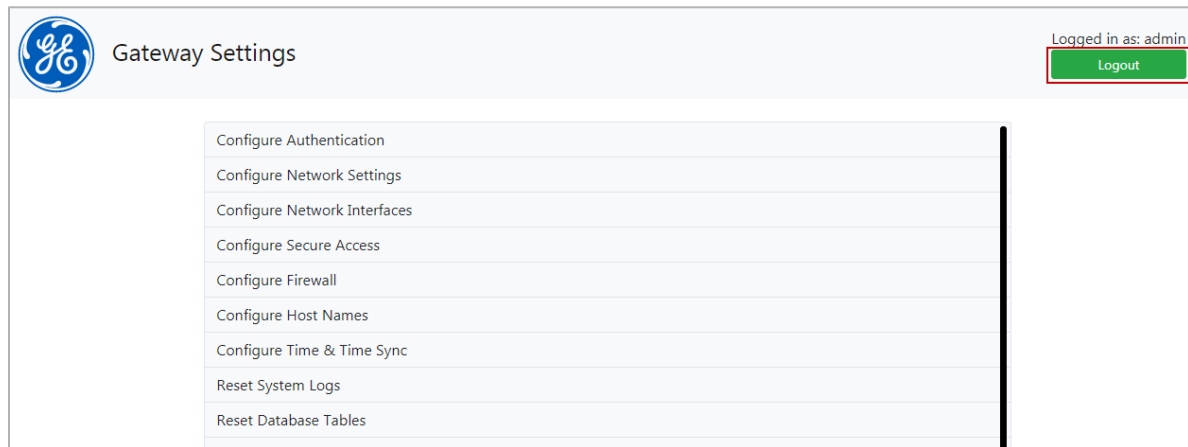 GE
Gateway Settings
Logged in as: admin
Logout
Configure Authentication
Configure Network Settings
Configure Network Interfaces
Configure Secure Access
Configure Firewall
Configure Host Names
Configure Time & Time Sync
Reset System Logs
Reset Database Tables